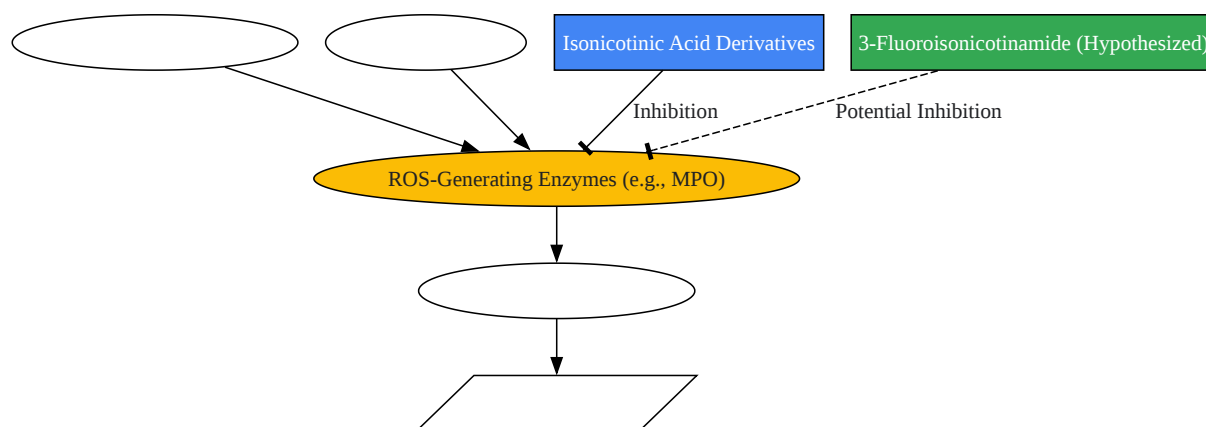 Isonicotinic Acid Derivatives
3-Fluoroisonicotinamide (Hypothesized)
Inhibition
Potential Inhibition
ROS-Generating Enzymes (e.g., MPO)